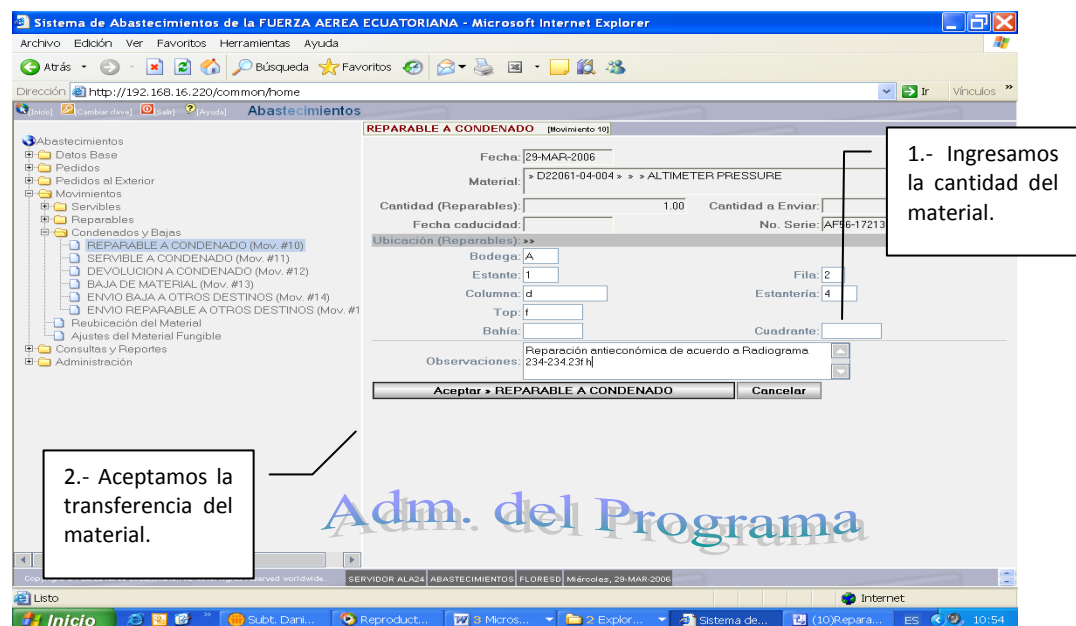 Sistema de Abastecimientos de la FUERZA AEREA ECUATORIANA - Microsoft Internet Explorer
Archivo Edición Ver Favoritos Herramientas Ayuda
Atrás Búsqueda Favoritos
Dirección http://192.168.16.220/common/home Ir Vínculos »
[Inicio] [Cambiar clave] [Salir] [Ayuda] Abastecimientos
REPARABLE A CONDENADO [Movimiento 10]
Abastecimientos
Datos Base
Pedidos
Pedidos al Exterior
Movimientos
Servibles
Reparables
Condenados y Bajas
REPARABLE A CONDENADO (Mov. #10)
SERVIBLE A CONDENADO (Mov. #11)
DEVOLUCION A CONDENADO (Mov. #12)
BAJA DE MATERIAL (Mov. #13)
ENVIO BAJA A OTROS DESTINOS (Mov. #14)
ENVIO REPARABLE A OTROS DESTINOS (Mov. #1
Reubicación del Material
Ajustes del Material Fungible
Consultas y Reportes
Administración
Fecha: 29-MAR-2006
Material: » D22061-04-004 » » » ALTIMETER PRESSURE
Cantidad (Reparables): 1.00 Cantidad a Enviar:
Fecha caducidad: No. Serie: AF56-17213
Ubicación (Reparables): »»
Bodega: A
Estante: 1 Fila: 2
Columna: d Estantería: 4
Top: f
Bahía: Cuadrante:
Observaciones: Reparación antieconómica de acuerdo a Radiograma
234-234.23f h
Aceptar » REPARABLE A CONDENADO Cancelar
1.- Ingresamos
la cantidad del
material.
2.- Aceptamos la
transferencia del
material.
Adm. del Programa
served worldwide. SERVIDOR ALA24 ABASTECIMIENTOS FLORESD Miércoles, 29-MAR-2006
Listo Internet
Inicio » Subt. Dani... Reproduct... 3 Micros... 2 Explor... Sistema de... (10)Repara... ES 10:54